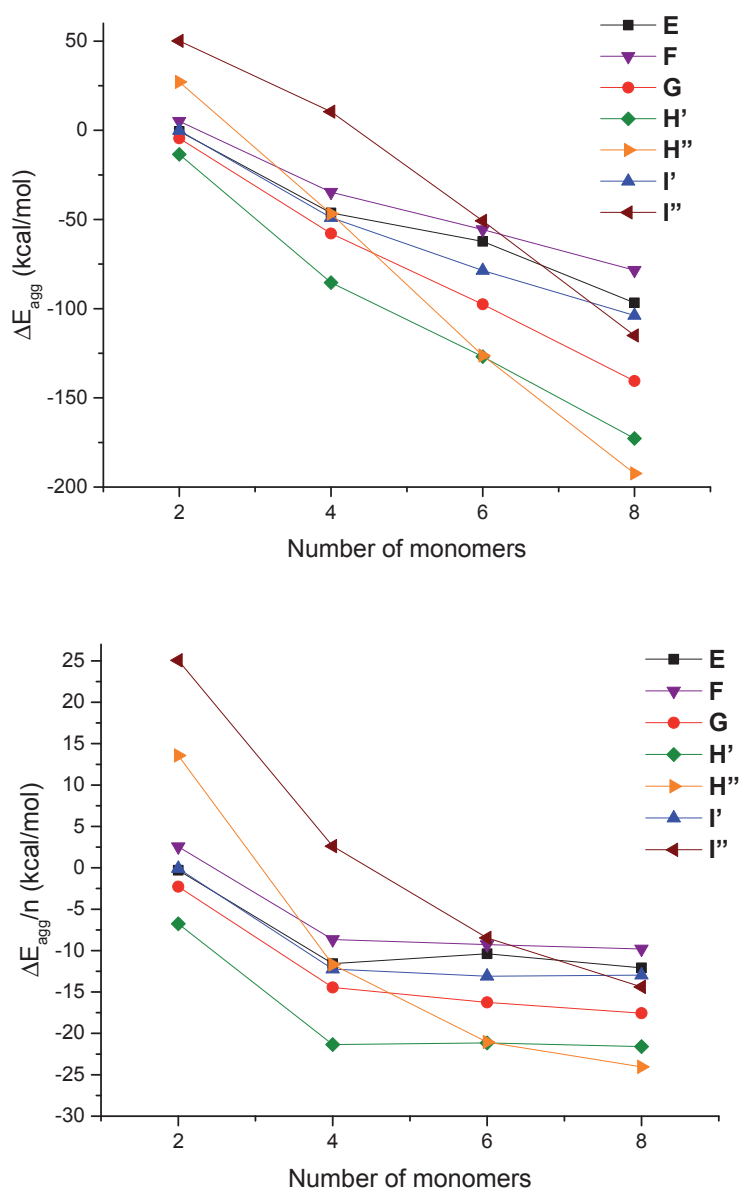 E
F
G
H’
H”
I’
I”
50
0
-50
-100
-150
-200
ΔEagg (kcal/mol)
2 4 6 8
Number of monomers
E
F
G
H’
H”
I’
I”
25
20
15
10
5
0
-5
-10
-15
-20
-25
-30
ΔEagg/n (kcal/mol)
2 4 6 8
Number of monomers